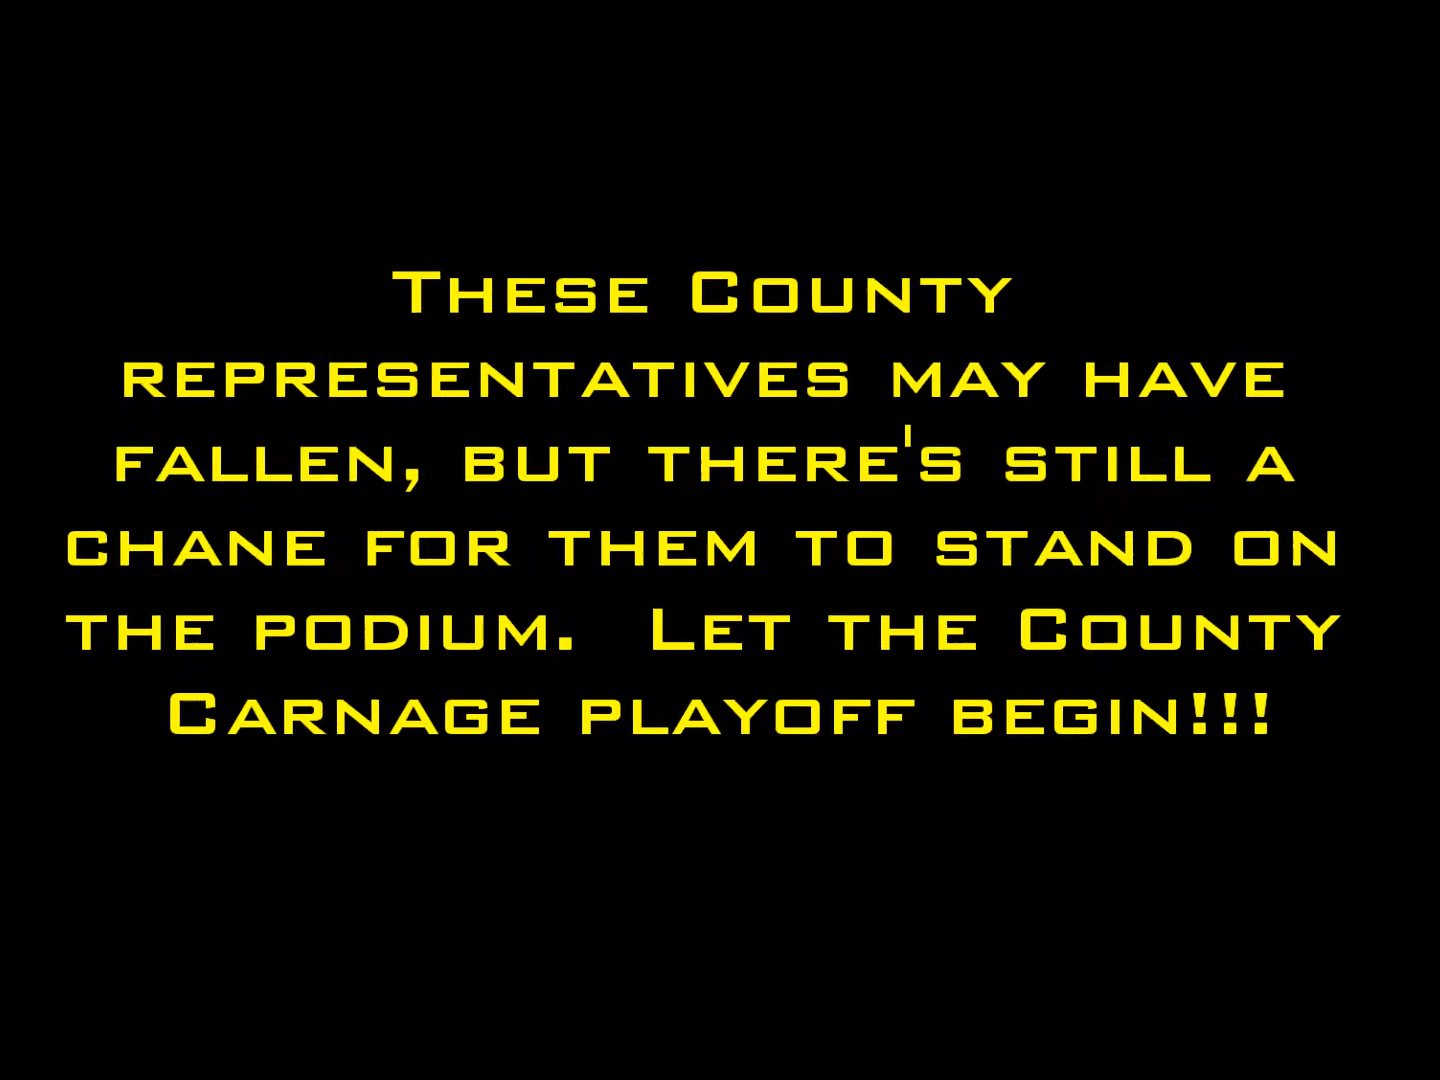 These County
representatives may have
fallen, but there's still a
chane for them to stand on
the podium.  Let the County
Carnage playoff begin!!!